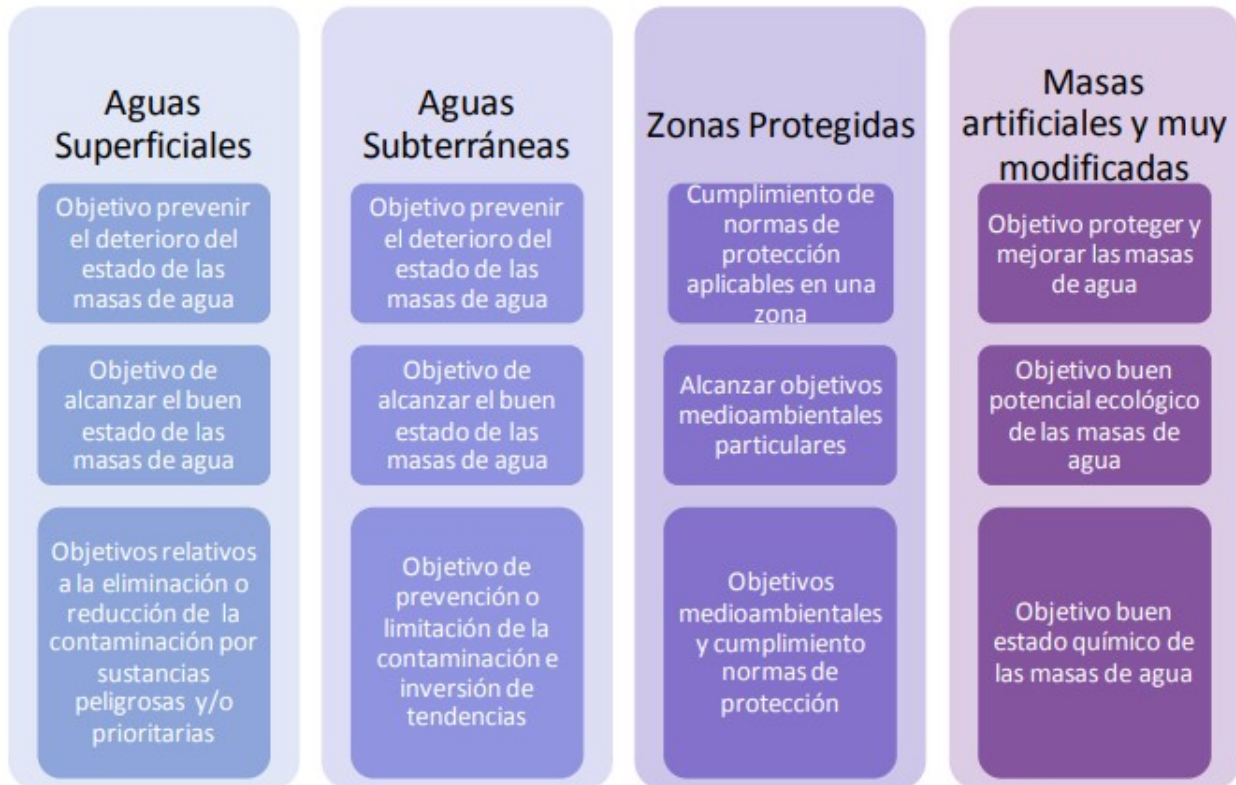 Aguas
Superficiales
Objetivo prevenir
el deterioro del
estado de las
masas de agua
Objetivo de
alcanzar el buen
estado de las
masas de agua
Objetivos relativos
a la eliminación o
reducción de la
contaminación por
sustancias
peligrosas y/o
prioritarias
Aguas
Subterráneas
Objetivo prevenir
el deterioro del
estado de las
masas de agua
Objetivo de
alcanzar el buen
estado de las
masas de agua
Objetivo de
prevención o
limitación de la
contaminación e
inversión de
tendencias
Zonas Protegidas
Cumplimiento de
normas de
protección
aplicables en una
zona
Alcanzar objetivos
medioambientales
particulares
Objetivos
medioambientales
y cumplimiento
normas de
protección
Masas
artificiales y muy
modificadas
Objetivo proteger y
mejorar las masas
de agua
Objetivo buen
potencial ecológico
de las masas de
agua
Objetivo buen
estado químico de
las masas de agua